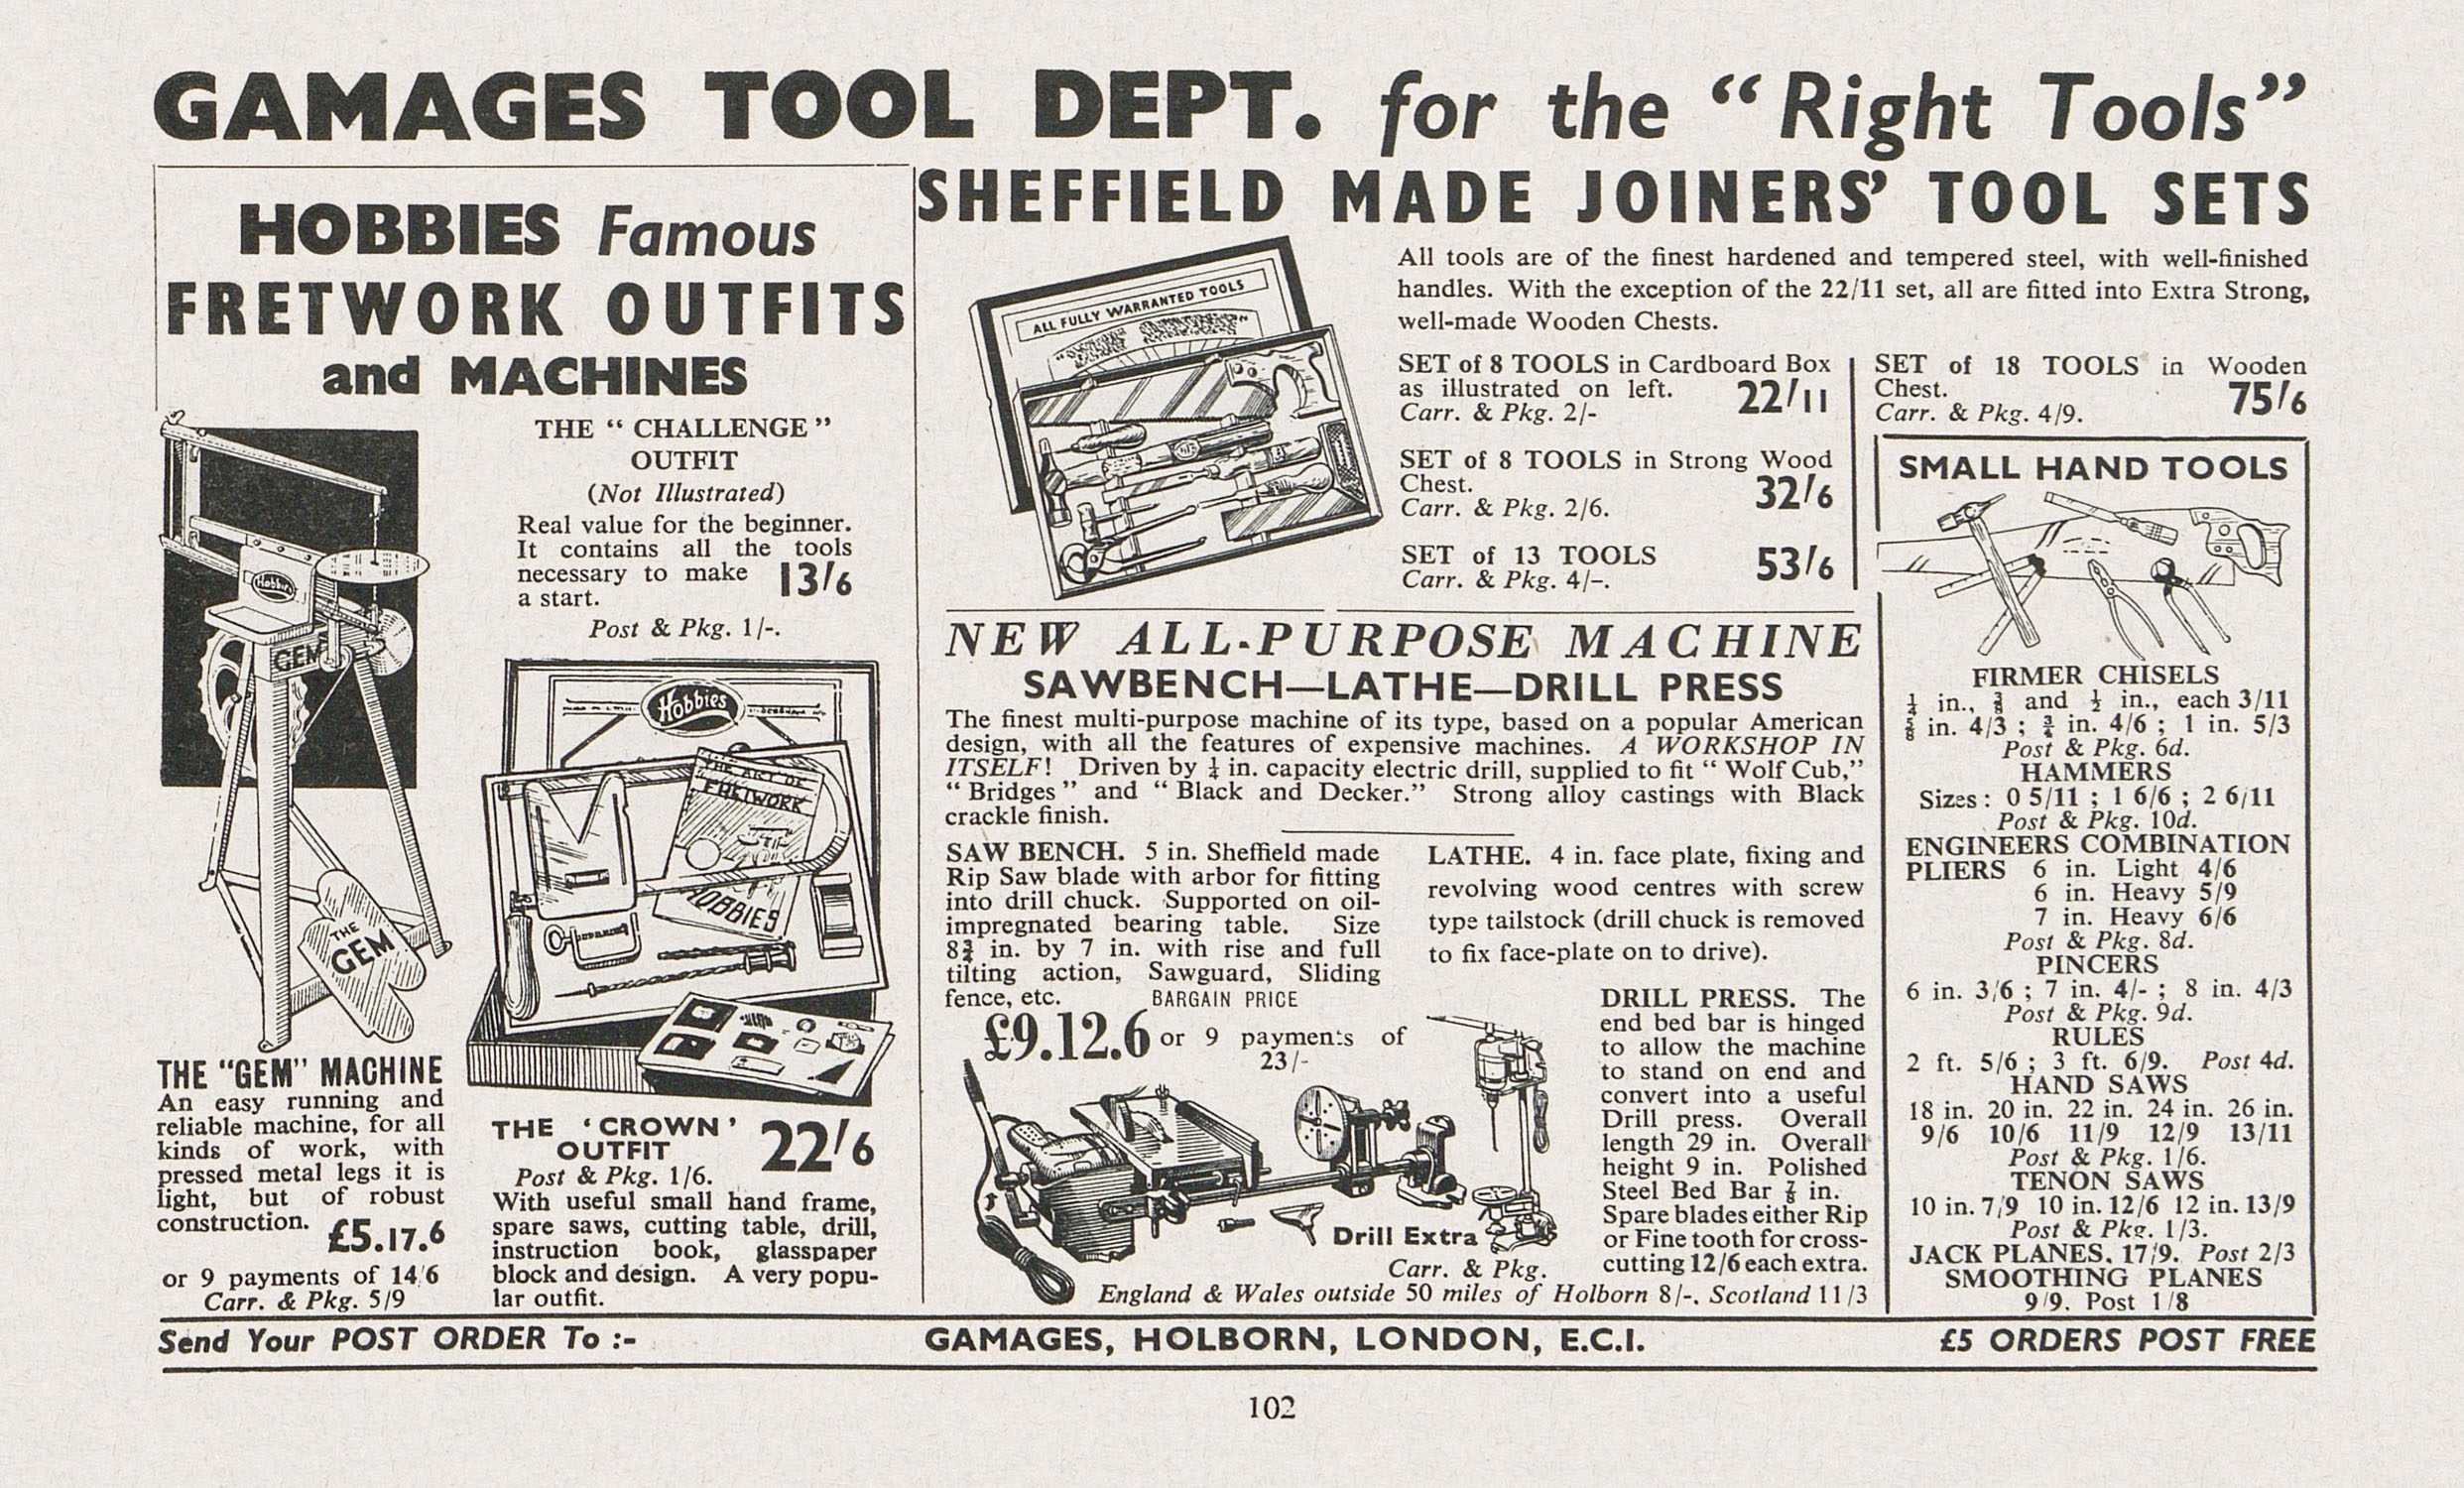 GAMAGES TOOL DEPT. for the “Right Tools”
HOBBIES Famous
FRETWORK OUTFITS
and MACHINES
THE “ CHALLENGE ”
OUTFIT
(Not Illustrated)
Real value for the beginner.
It contains all the tools
necessary to make 13/6
a start.
Post & Pkg. 1/-.
Hobbies
GEM
THE
GEM
Hobbies
THE ART OF
FRETWORK
HOBBIES
THE "GEM" MACHINE
An easy running and
reliable machine, for all
kinds of work, with
pressed metal legs it is
light, but of robust
construction. £5.17.6
or 9 payments of 14/6
Carr. & Pkg. 5/9
THE ‘CROWN’
OUTFIT 22/6
Post & Pkg. 1/6.
With useful small hand frame,
spare saws, cutting table, drill,
instruction book, glasspaper
block and design. A very popu-
lar outfit.
SHEFFIELD MADE JOINERS’ TOOL SETS
ALL FULLY WARRANTED TOOLS
All tools are of the finest hardened and tempered steel, with well-finished
handles. With the exception of the 22/11 set, all are fitted into Extra Strong,
well-made Wooden Chests.
SET of 8 TOOLS in Cardboard Box
as illustrated on left. 22/11
Carr. & Pkg. 2/-
SET of 8 TOOLS in Strong Wood
Chest. 32/6
Carr. & Pkg. 2/6.
SET of 13 TOOLS 53/6
Carr. & Pkg. 4/-.
SET of 18 TOOLS in Wooden
Chest. 75/6
Carr. & Pkg. 4/9.
NEW ALL-PURPOSE MACHINE
SAWBENCH—LATHE—DRILL PRESS
The finest multi-purpose machine of its type, based on a popular American
design, with all the features of expensive machines. A WORKSHOP IN
ITSELF! Driven by ¼ in. capacity electric drill, supplied to fit “ Wolf Cub,”
“ Bridges ” and “ Black and Decker.” Strong alloy castings with Black
crackle finish.
SAW BENCH. 5 in. Sheffield made
Rip Saw blade with arbor for fitting
into drill chuck. Supported on oil-
impregnated bearing table. Size
8¾ in. by 7 in. with rise and full
tilting action, Sawguard, Sliding
fence, etc. BARGAIN PRICE
£9.12.6 or 9 payments of
23/-
LATHE. 4 in. face plate, fixing and
revolving wood centres with screw
type tailstock (drill chuck is removed
to fix face-plate on to drive).
DRILL PRESS. The
end bed bar is hinged
to allow the machine
to stand on end and
convert into a useful
Drill press. Overall
length 29 in. Overall
height 9 in. Polished
Steel Bed Bar ⅞ in.
Spare blades either Rip
or Fine tooth for cross-
cutting 12/6 each extra.
Drill Extra
Carr. & Pkg.
England & Wales outside 50 miles of Holborn 8/-. Scotland 11/3
SMALL HAND TOOLS
FIRMER CHISELS
¼ in., ⅜ and ½ in., each 3/11
⅝ in. 4/3 ; ¾ in. 4/6 ; 1 in. 5/3
Post & Pkg. 6d.
HAMMERS
Sizes : 0 5/11 ; 1 6/6 ; 2 6/11
Post & Pkg. 10d.
ENGINEERS COMBINATION
PLIERS 6 in. Light 4/6
6 in. Heavy 5/9
7 in. Heavy 6/6
Post & Pkg. 8d.
PINCERS
6 in. 3/6 ; 7 in. 4/- ; 8 in. 4/3
Post & Pkg. 9d.
RULES
2 ft. 5/6 ; 3 ft. 6/9. Post 4d.
HAND SAWS
18 in. 20 in. 22 in. 24 in. 26 in.
9/6 10/6 11/9 12/9 13/11
Post & Pkg. 1/6.
TENON SAWS
10 in. 7/9 10 in. 12/6 12 in. 13/9
Post & Pkg. 1/3.
JACK PLANES. 17/9. Post 2/3
SMOOTHING PLANES
9/9. Post 1/8
Send Your POST ORDER To :-
GAMAGES, HOLBORN, LONDON, E.C.I.
£5 ORDERS POST FREE
102